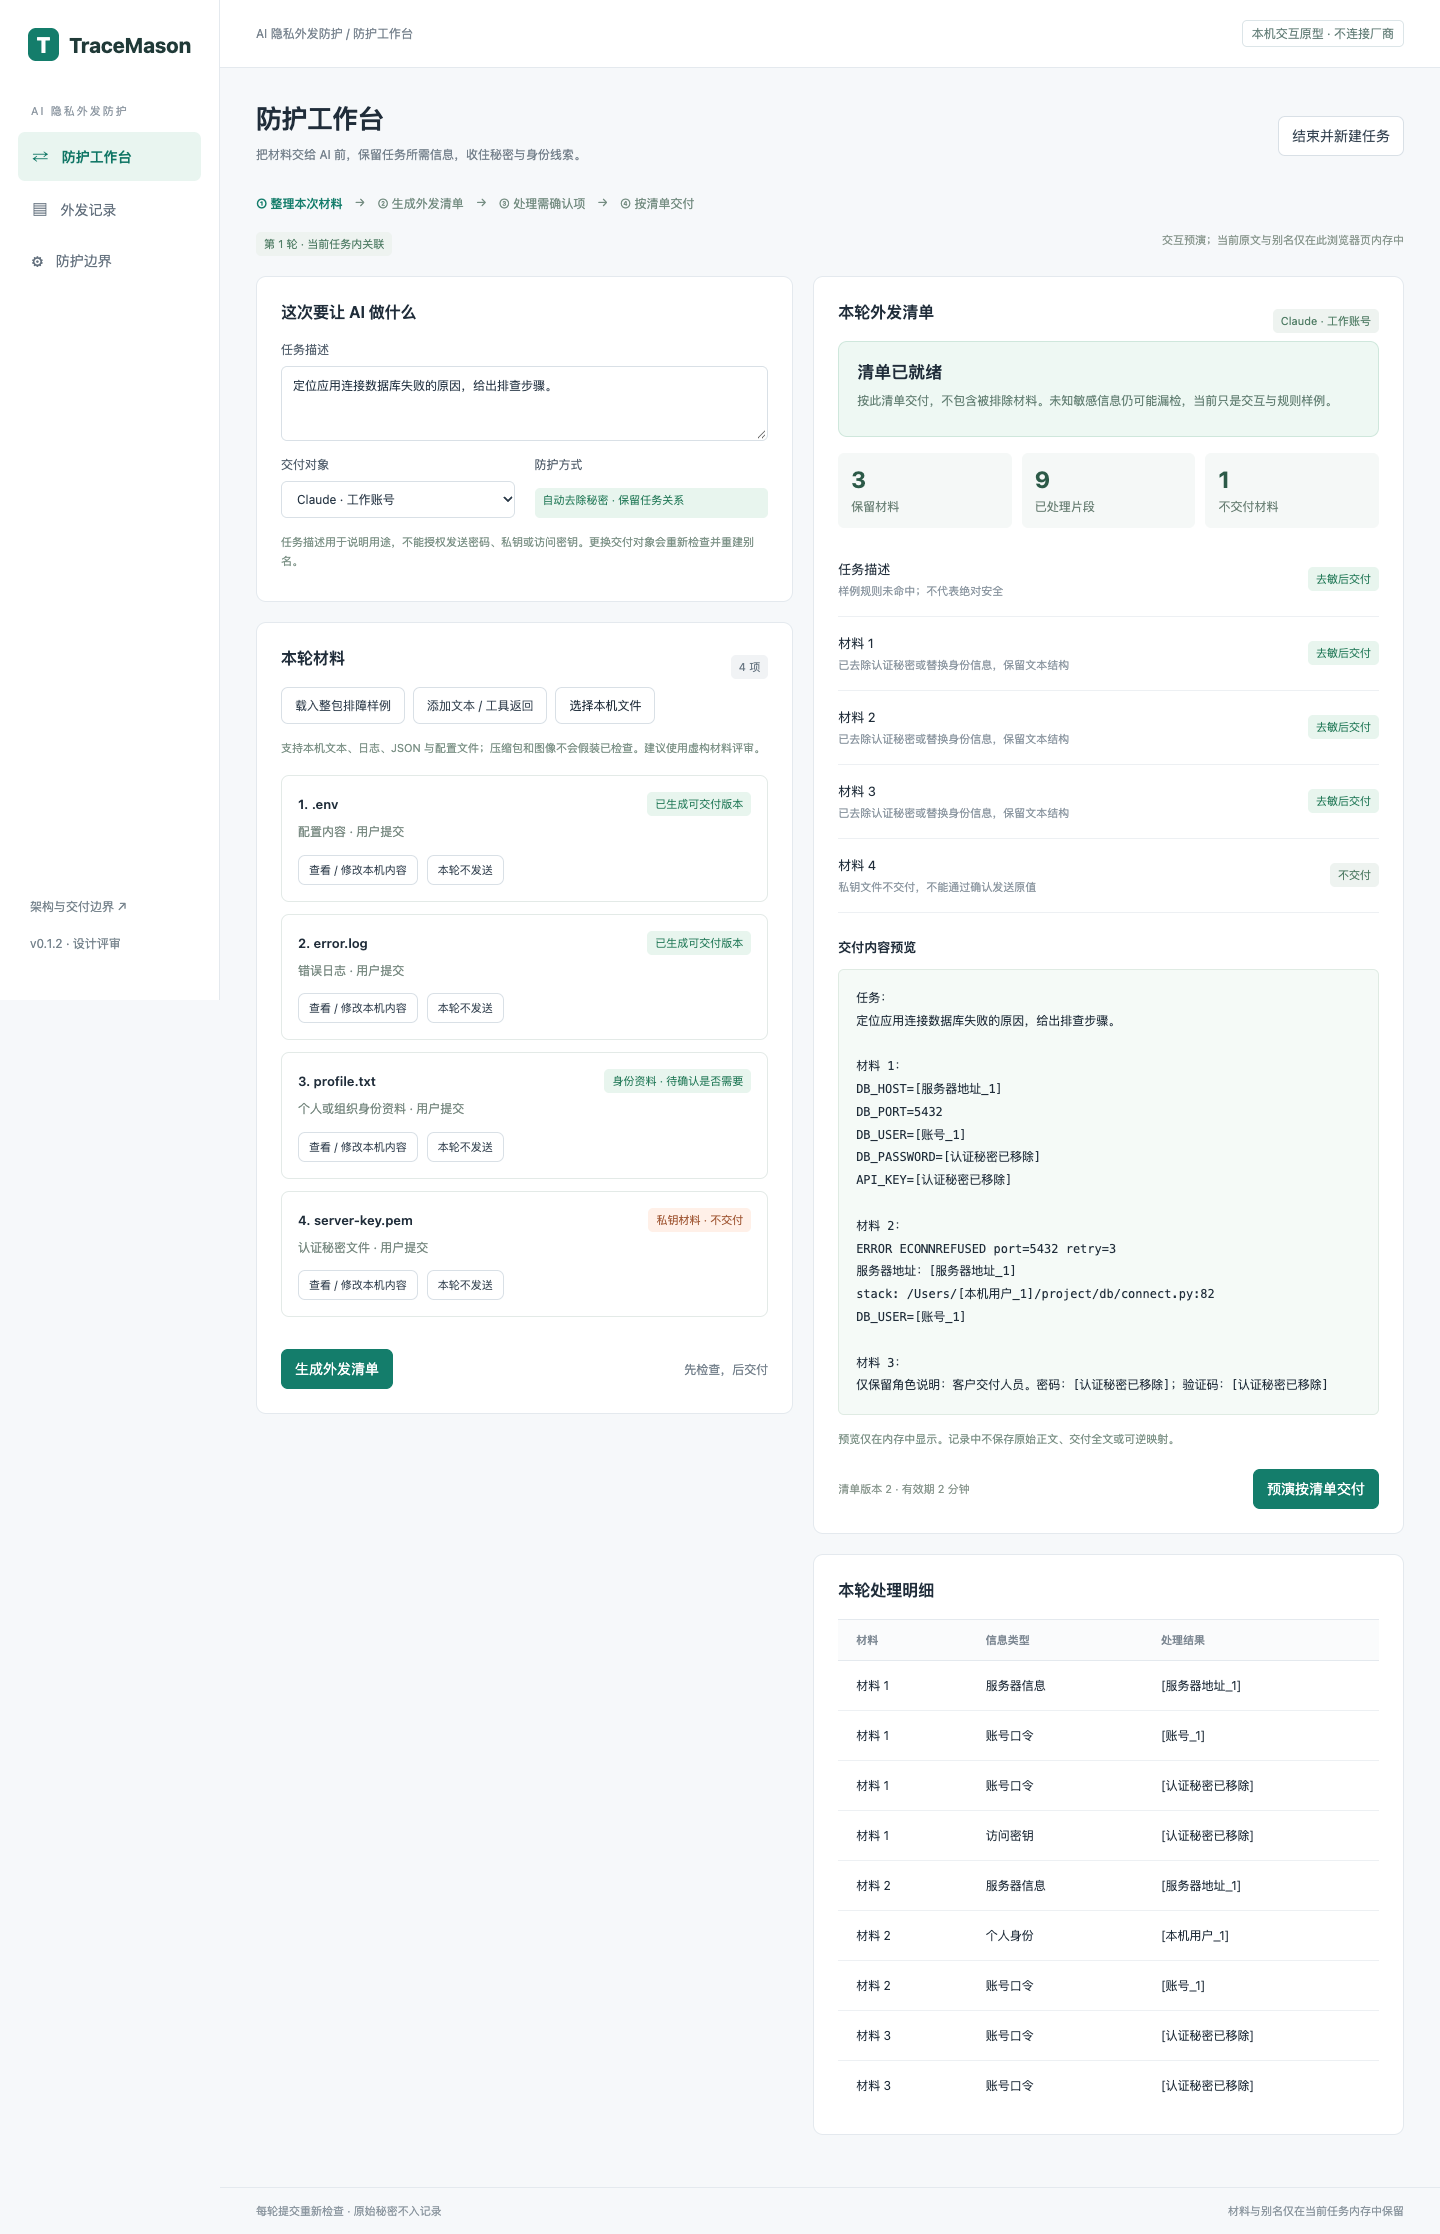 T TraceMason
AI 隐私外发防护
防护工作台
外发记录
防护边界
架构与交付边界 ↗
v0.1.2 · 设计评审
AI 隐私外发防护 / 防护工作台
本机交互原型 · 不连接厂商
防护工作台
把材料交给 AI 前，保留任务所需信息，收住秘密与身份线索。
结束并新建任务
① 整理本次材料 → ② 生成外发清单 → ③ 处理需确认项 → ④ 按清单交付
第 1 轮 · 当前任务内关联
交互预演；当前原文与别名仅在此浏览器页内存中
这次要让 AI 做什么
任务描述
定位应用连接数据库失败的原因，给出排查步骤。
交付对象
防护方式
Claude · 工作账号
自动去除秘密 · 保留任务关系
任务描述用于说明用途，不能授权发送密码、私钥或访问密钥。更换交付对象会重新检查并重建别
名。
本轮材料
4 项
载入整包排障样例
添加文本 / 工具返回
选择本机文件
支持本机文本、日志、JSON 与配置文件；压缩包和图像不会假装已检查。建议使用虚构材料评审。
1. .env
已生成可交付版本
配置内容 · 用户提交
查看 / 修改本机内容
本轮不发送
2. error.log
已生成可交付版本
错误日志 · 用户提交
查看 / 修改本机内容
本轮不发送
3. profile.txt
身份资料 · 待确认是否需要
个人或组织身份资料 · 用户提交
查看 / 修改本机内容
本轮不发送
4. server-key.pem
私钥材料 · 不交付
认证秘密文件 · 用户提交
查看 / 修改本机内容
本轮不发送
生成外发清单
先检查，后交付
本轮外发清单
Claude · 工作账号
清单已就绪
按此清单交付，不包含被排除材料。未知敏感信息仍可能漏检，当前只是交互与规则样例。
3
保留材料
9
已处理片段
1
不交付材料
任务描述
样例规则未命中；不代表绝对安全
去敏后交付
材料 1
已去除认证秘密或替换身份信息，保留文本结构
去敏后交付
材料 2
已去除认证秘密或替换身份信息，保留文本结构
去敏后交付
材料 3
已去除认证秘密或替换身份信息，保留文本结构
去敏后交付
材料 4
私钥文件不交付，不能通过确认发送原值
不交付
交付内容预览
任务：
定位应用连接数据库失败的原因，给出排查步骤。
材料 1：
DB_HOST=[服务器地址_1]
DB_PORT=5432
DB_USER=[账号_1]
DB_PASSWORD=[认证秘密已移除]
API_KEY=[认证秘密已移除]
材料 2：
ERROR ECONNREFUSED port=5432 retry=3
服务器地址：[服务器地址_1]
stack: /Users/[本机用户_1]/project/db/connect.py:82
DB_USER=[账号_1]
材料 3：
仅保留角色说明：客户交付人员。密码：[认证秘密已移除]；验证码：[认证秘密已移除]
预览仅在内存中显示。记录中不保存原始正文、交付全文或可逆映射。
清单版本 2 · 有效期 2 分钟
预演按清单交付
本轮处理明细
材料 信息类型 处理结果
材料 1 服务器信息 [服务器地址_1]
材料 1 账号口令 [账号_1]
材料 1 账号口令 [认证秘密已移除]
材料 1 访问密钥 [认证秘密已移除]
材料 2 服务器信息 [服务器地址_1]
材料 2 个人身份 [本机用户_1]
材料 2 账号口令 [账号_1]
材料 3 账号口令 [认证秘密已移除]
材料 3 账号口令 [认证秘密已移除]
每轮提交重新检查 · 原始秘密不入记录
材料与别名仅在当前任务内存中保留